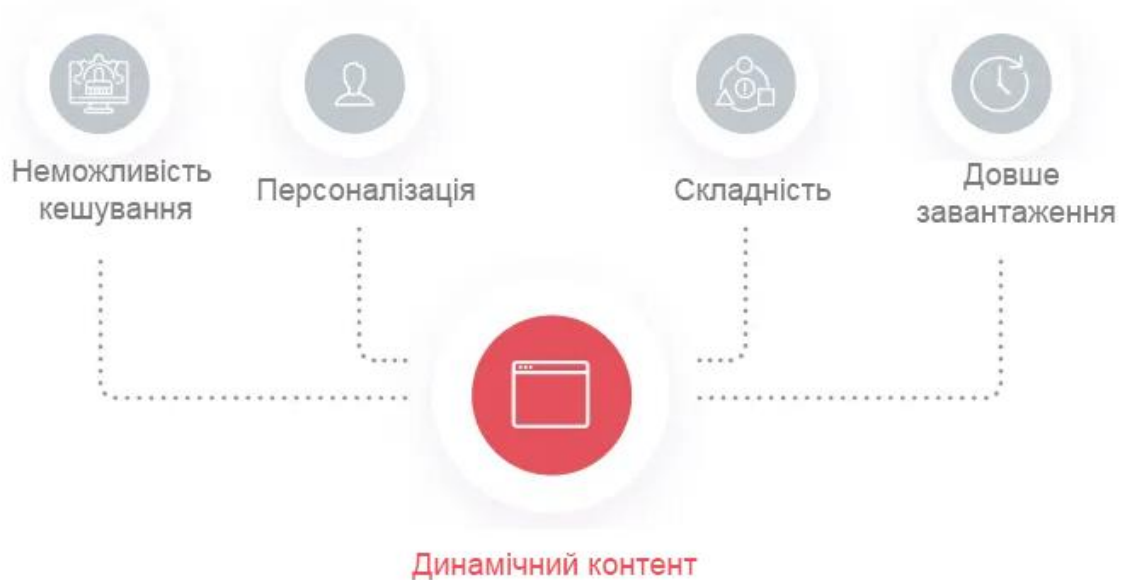 Неможливість
кешування
Персоналізація
Складність
Довше
завантаження
Динамічний контент